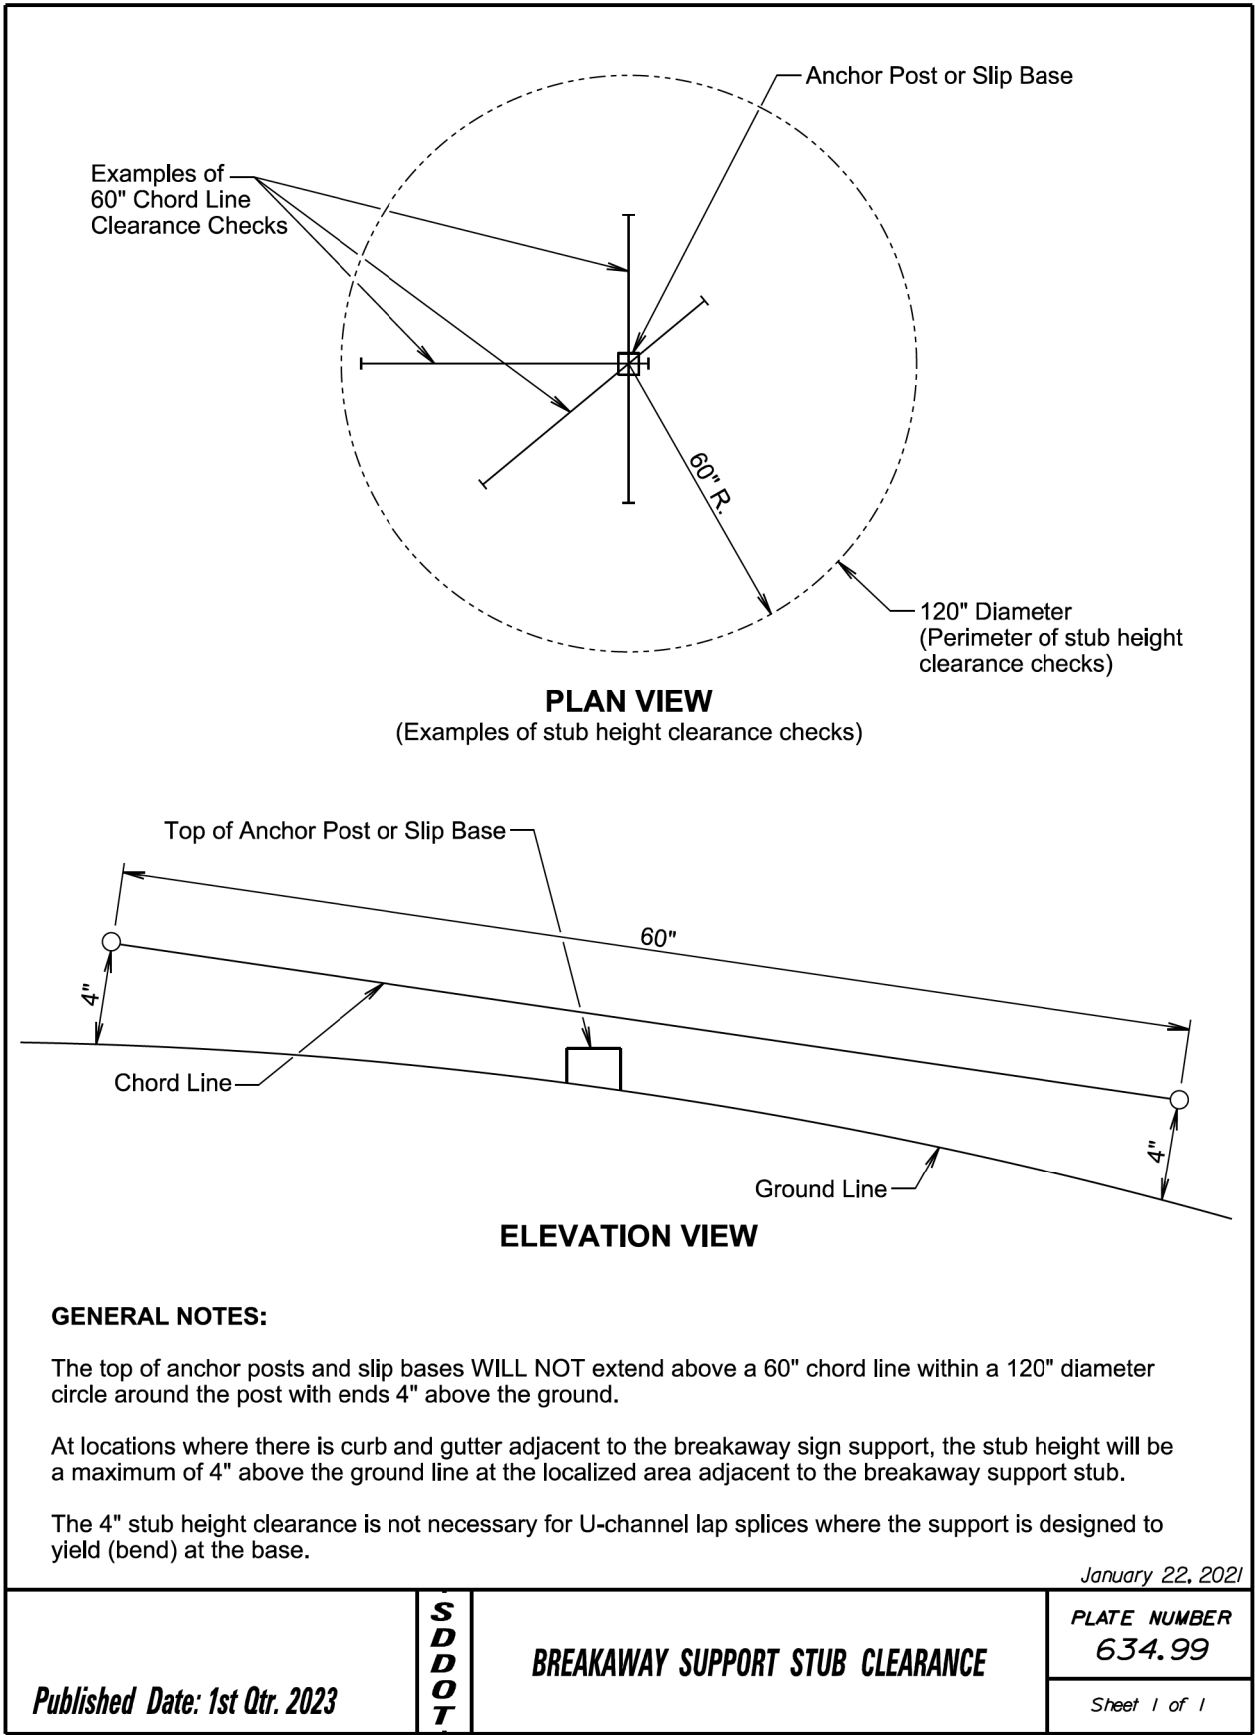 Anchor Post or Slip Base
Examples of
60" Chord Line
Clearance Checks
60" R.
120" Diameter
(Perimeter of stub height
clearance checks)
PLAN VIEW
(Examples of stub height clearance checks)
Top of Anchor Post or Slip Base
60"
4"
Chord Line
4"
Ground Line
ELEVATION VIEW
GENERAL NOTES:
The top of anchor posts and slip bases WILL NOT extend above a 60" chord line within a 120" diameter
circle around the post with ends 4" above the ground.
At locations where there is curb and gutter adjacent to the breakaway sign support, the stub height will be
a maximum of 4" above the ground line at the localized area adjacent to the breakaway support stub.
The 4" stub height clearance is not necessary for U-channel lap splices where the support is designed to
yield (bend) at the base.
January 22, 2021
Published Date: 1st Qtr. 2023
S
D
D
O
T
BREAKAWAY SUPPORT STUB CLEARANCE
PLATE NUMBER
634.99
Sheet 1 of 1